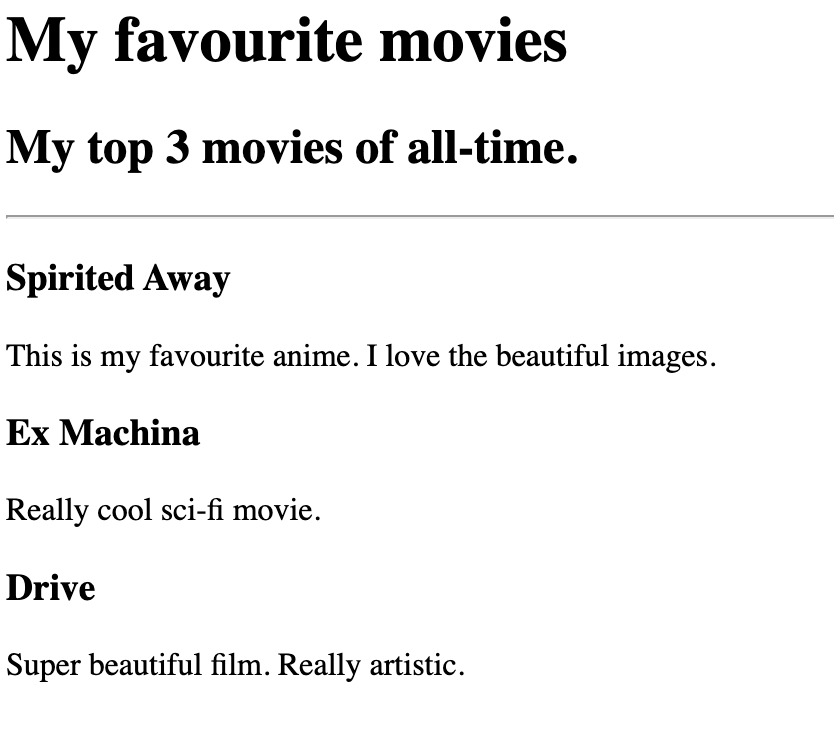 My favourite movies
My top 3 movies of all-time.
Spirited Away
This is my favourite anime. I love the beautiful images.
Ex Machina
Really cool sci-fi movie.
Drive
Super beautiful film. Really artistic.